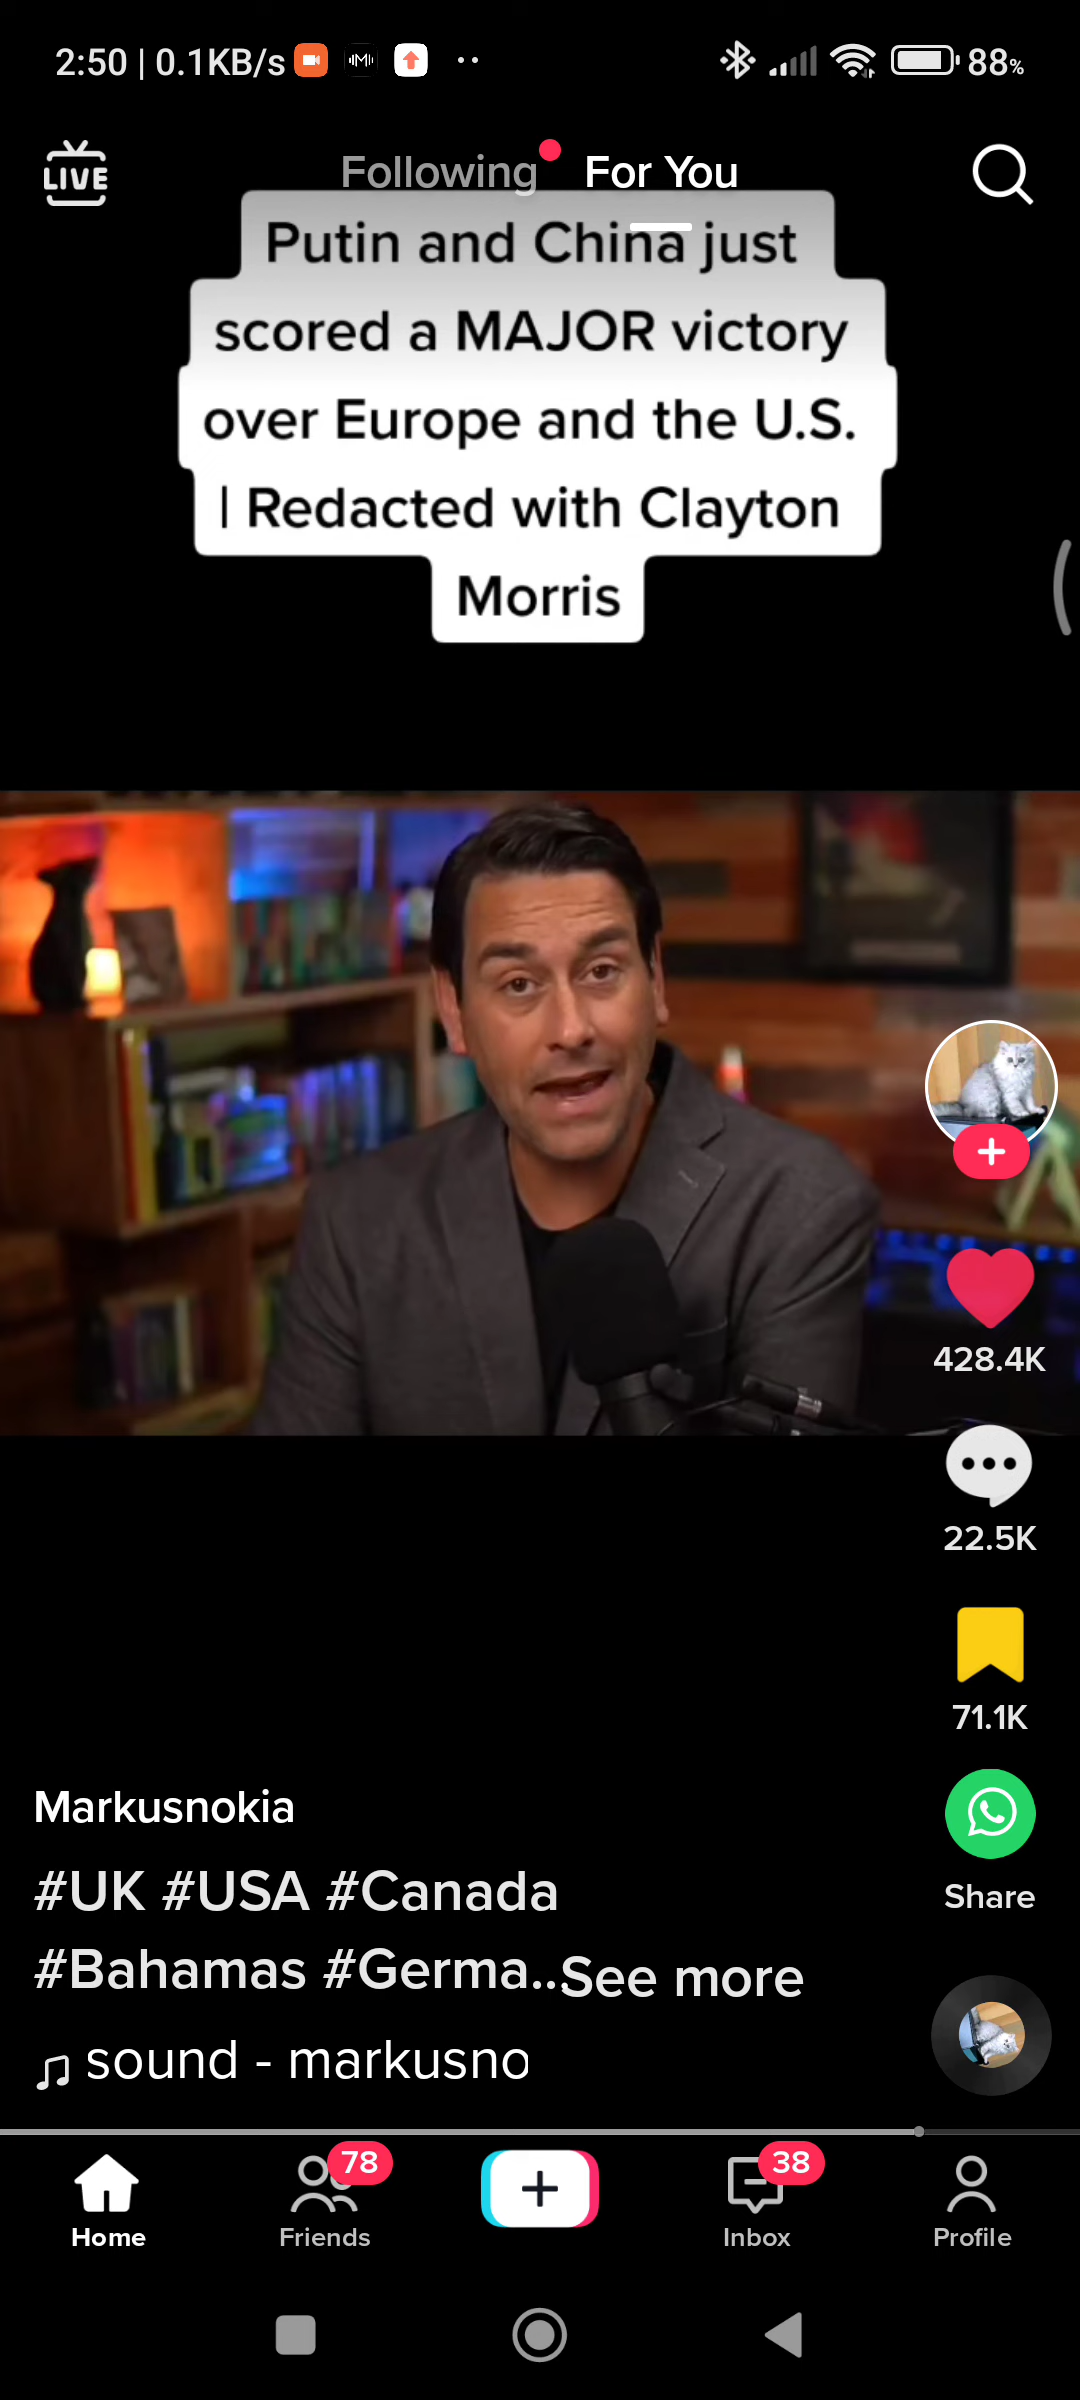 2:50 | 0.1KB/s
88%
LIVE
Following For You
Putin and China just
scored a MAJOR victory
over Europe and the U.S.
| Redacted with Clayton
Morris
428.4K
22.5K
71.1K
Share
Markusnokia
#UK #USA #Canada
#Bahamas #Germa... See more
sound - markusno
78
38
Home
Friends
Inbox
Profile